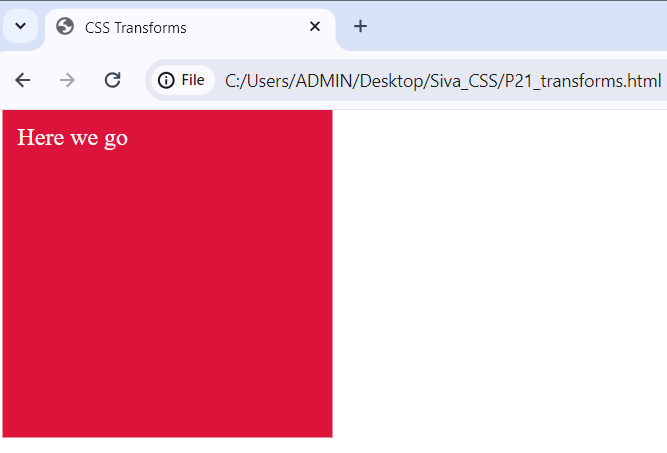 CSS Transforms
File
C:/Users/ADMIN/Desktop/Siva_CSS/P21_transforms.html
Here we go